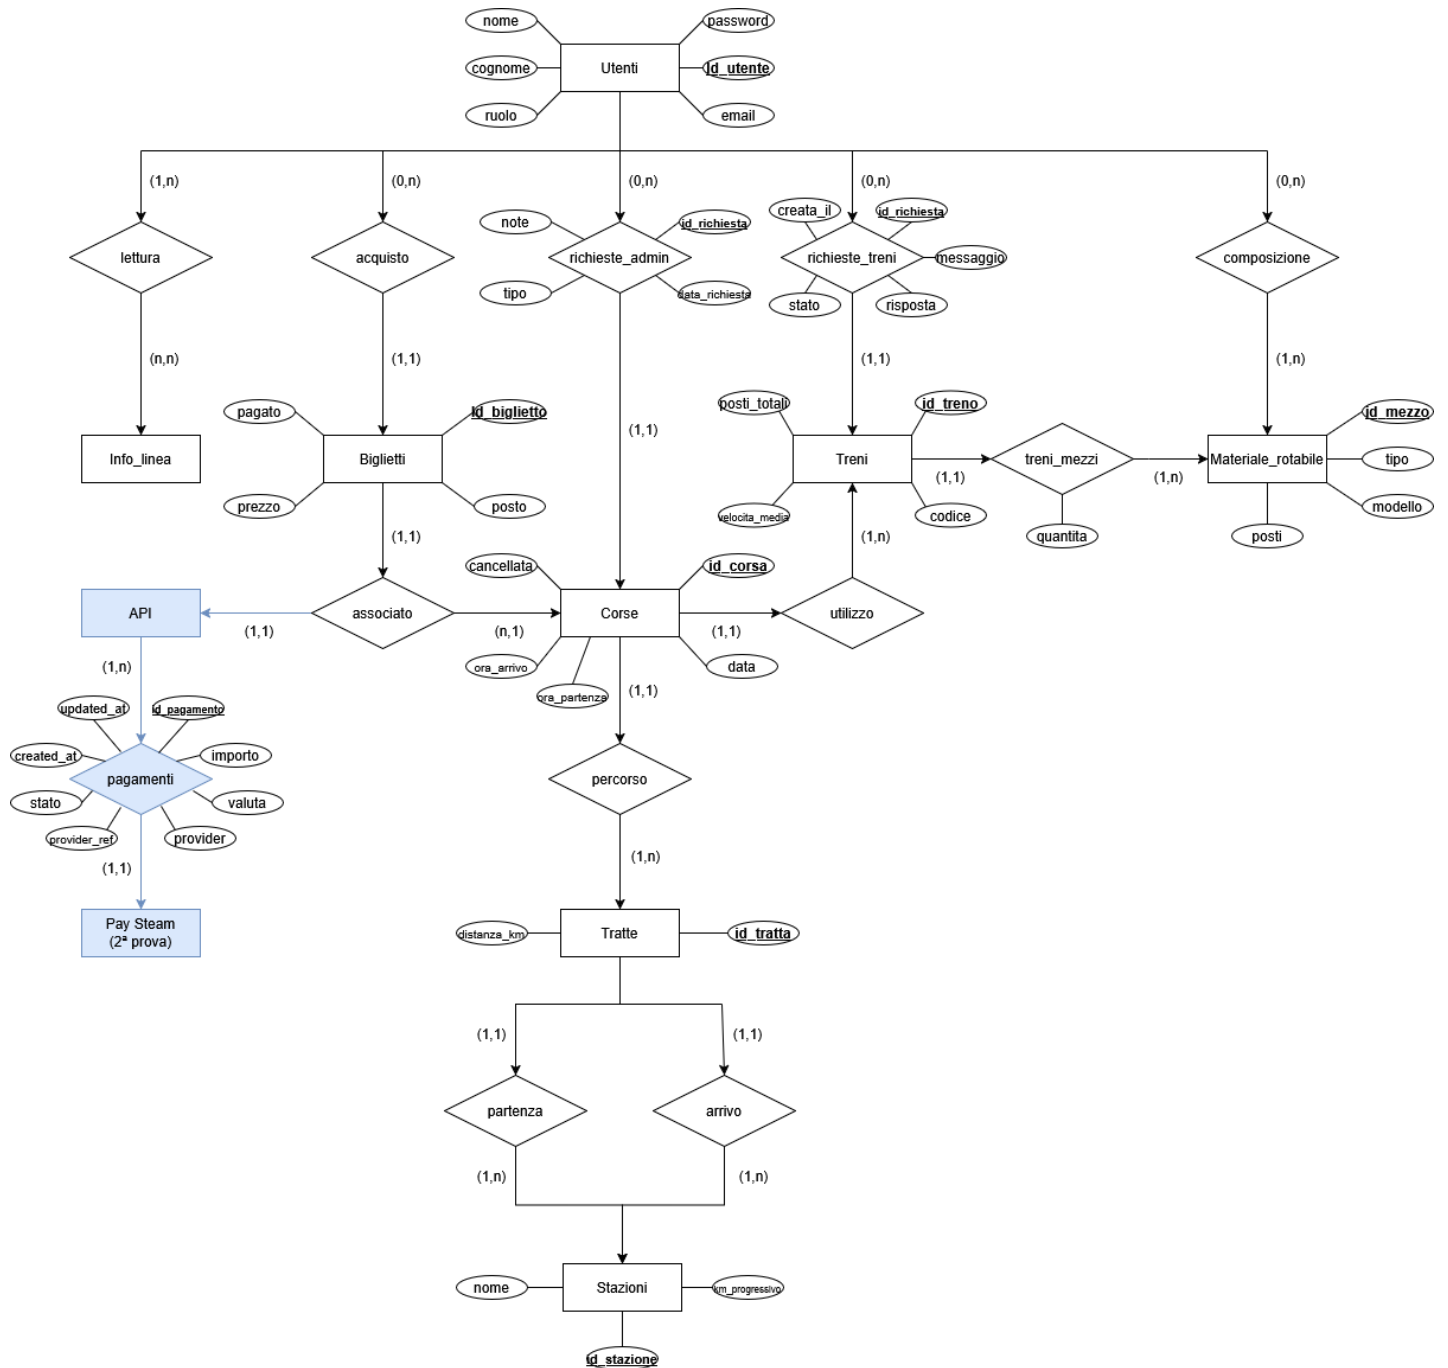 nome
password
Utenti
cognome
id_utente
ruolo
email
(1,n)
(0,n)
(0,n)
(0,n)
(0,n)
creata_il
id_richiesta
note
id_richiesta
lettura
acquisto
richieste_admin
richieste_treni
messaggio
composizione
tipo
data_richiesta
stato
risposta
(n,n)
(1,1)
(1,1)
(1,n)
pagato
id_biglietto
(1,1)
posti_totali
id_treno
id_mezzo
Info_linea
Biglietti
Treni
treni_mezzi
Materiale_rotabile
tipo
(1,1)
(1,n)
prezzo
posto
velocita_media
codice
modello
quantita
posti
(1,1)
(1,n)
cancellata
id_corsa
API
associato
Corse
utilizzo
(1,1)
(n,1)
(1,1)
(1,n)
ora_arrivo
data
ora_partenza
(1,1)
updated_at
id_pagamento
created_at
importo
pagamenti
percorso
stato
valuta
provider_ref
provider
(1,1)
(1,n)
Pay Steam
(2ª prova)
distanza_km
Tratte
id_tratta
(1,1)
(1,1)
partenza
arrivo
(1,n)
(1,n)
nome
Stazioni
km_progressivo
id_stazione